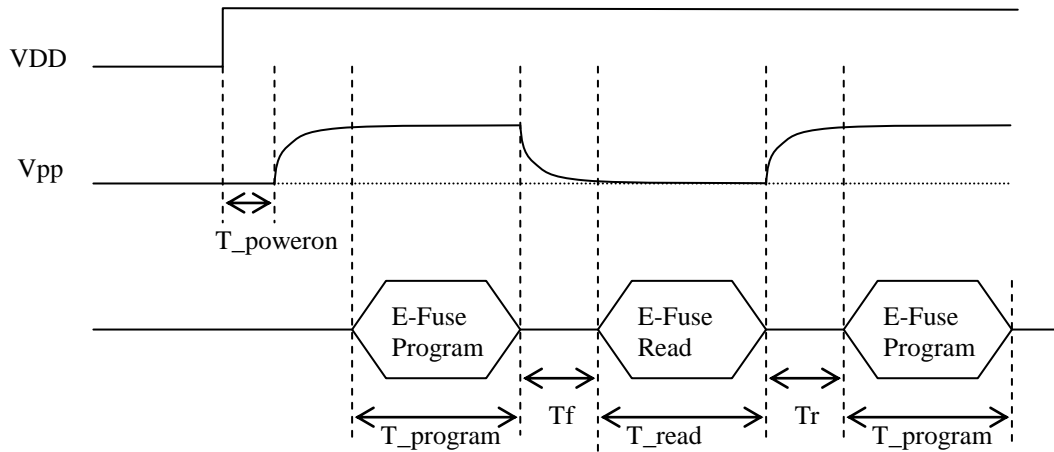 VDD
Vpp
T_poweron
E-Fuse
Program
E-Fuse
Read
E-Fuse
Program
Tf
Tr
T_program
T_read
T_program